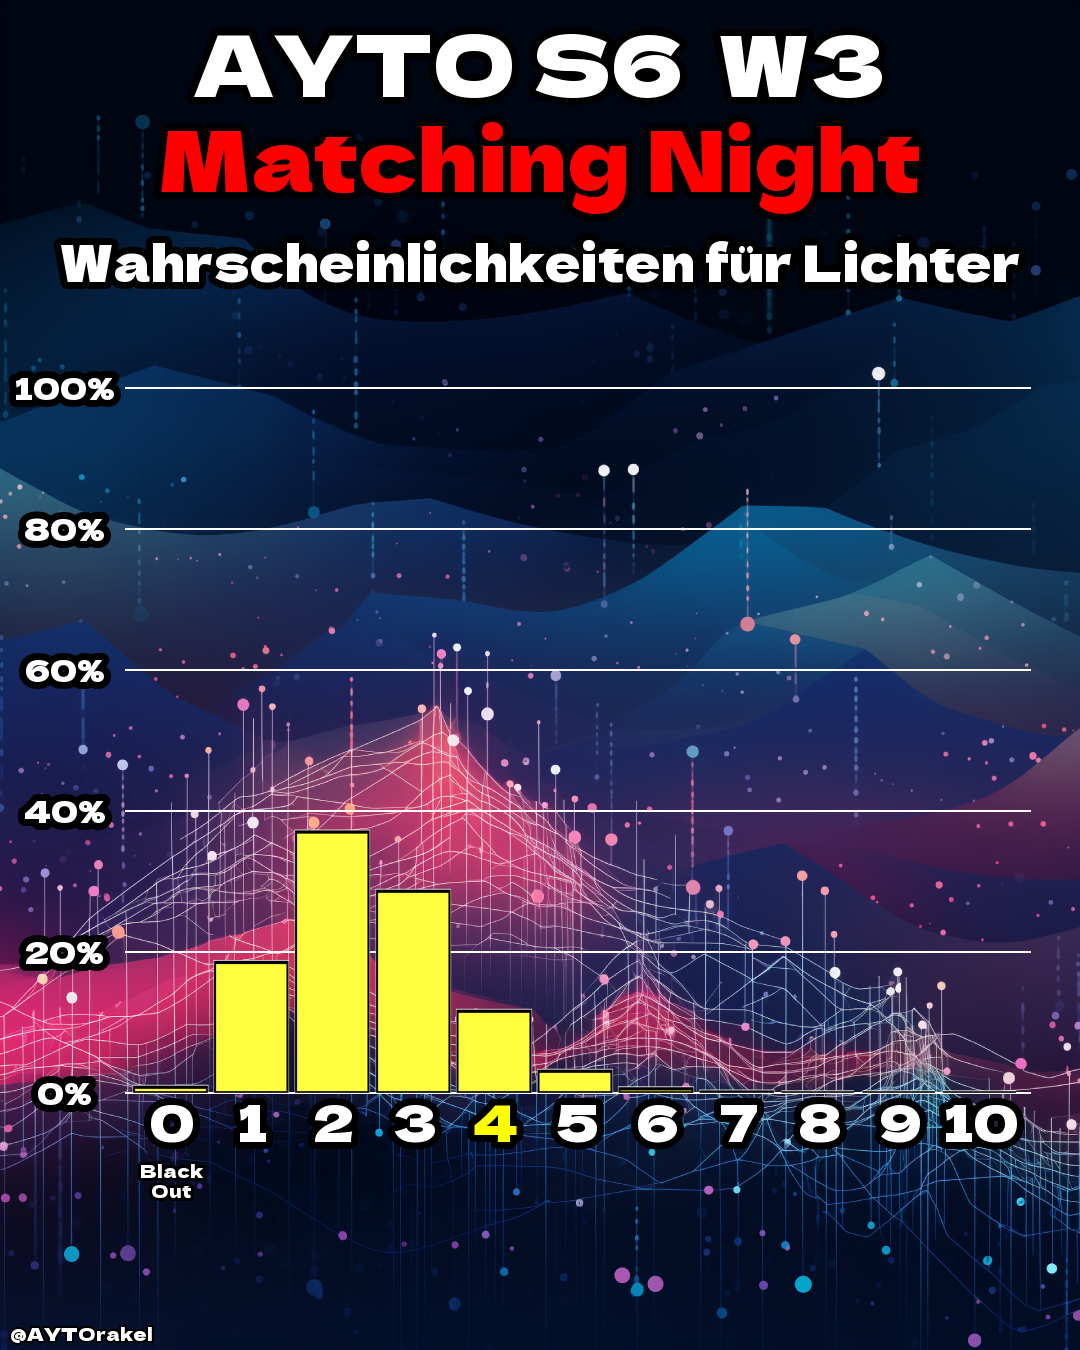 AYTO S6 W3
Matching Night
Wahrscheinlichkeiten für Lichter
100%
80%
60%
40%
20%
0%
0 1 2 3 4 5 6 7 8 9 10
Black
Out
@AYTOrakel